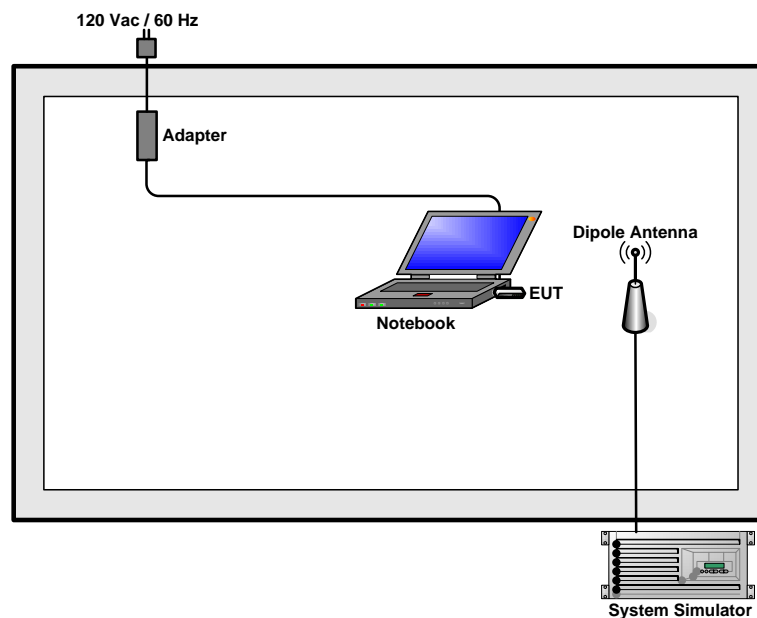 120 Vac / 60 Hz
Adapter
Dipole Antenna
EUT
Notebook
System Simulator